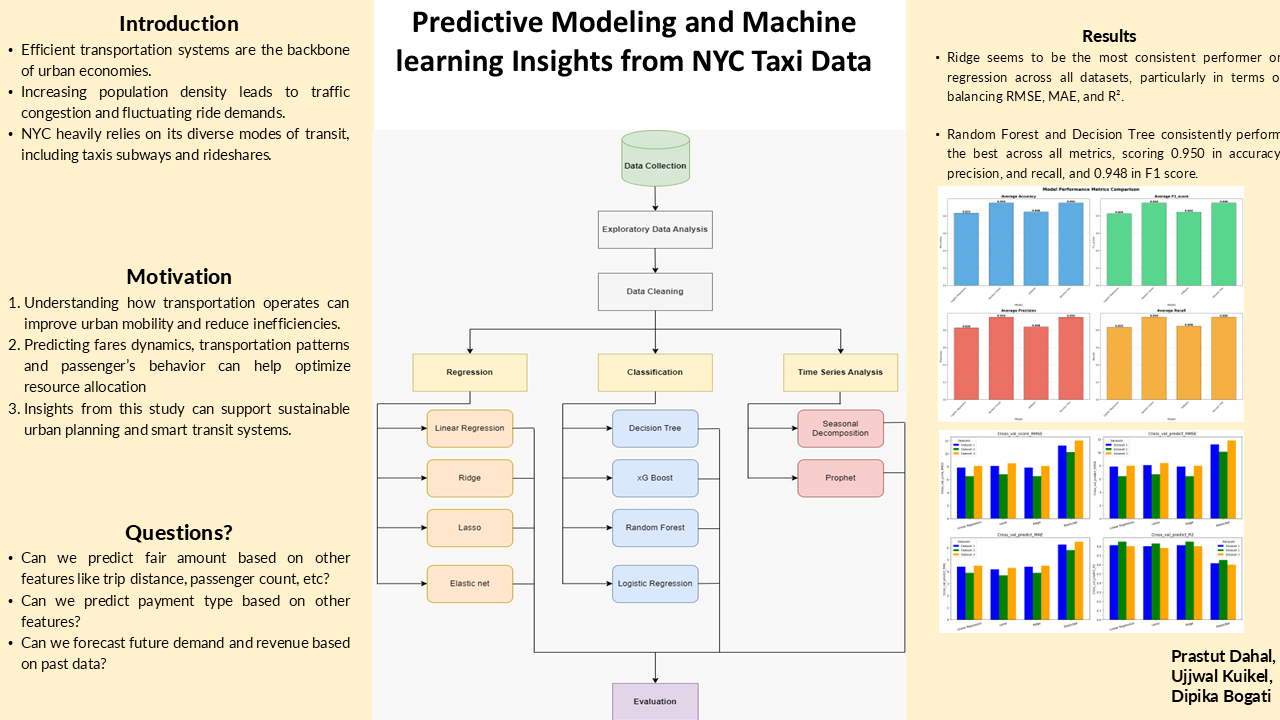 Introduction
• Efficient transportation systems are the backbone
of urban economies.
• Increasing population density leads to traffic
congestion and fluctuating ride demands.
• NYC heavily relies on its diverse modes of transit,
including taxis subways and rideshares.
Motivation
1. Understanding how transportation operates can
improve urban mobility and reduce inefficiencies.
2. Predicting fares dynamics, transportation patterns
and passenger's behavior can help optimize
resource allocation
3. Insights from this study can support sustainable
urban planning and smart transit systems.
Questions?
• Can we predict fair amount based on other
features like trip distance, passenger count, etc?
• Can we predict payment type based on other
features?
• Can we forecast future demand and revenue based
on past data?
Predictive Modeling and Machine
learning Insights from NYC Taxi Data
Data Collection
Exploratory Data Analysis
Data Cleaning
Regression
Classification
Time Series Analysis
Linear Regression
Decision Tree
Seasonal
Decomposition
Ridge
xG Boost
Prophet
Lasso
Random Forest
Elastic net
Logistic Regression
Evaluation
Results
• Ridge seems to be the most consistent performer
regression across all datasets, particularly in terms
balancing RMSE, MAE, and R².
• Random Forest and Decision Tree consistently perform
the best across all metrics, scoring 0.950 in accuracy
precision, and recall, and 0.948 in F1 score.
Model Performance Metrics Comparison
Average Accuracy
Average F1_score
Average Precision
Average Recall
Cross_val_score_RMSE
Cross_val_predict_RMSE
Cross_val_predict_MAE
Cross_val_predict_R2
Prastut Dahal,
Ujjwal Kuikel,
Dipika Bogati